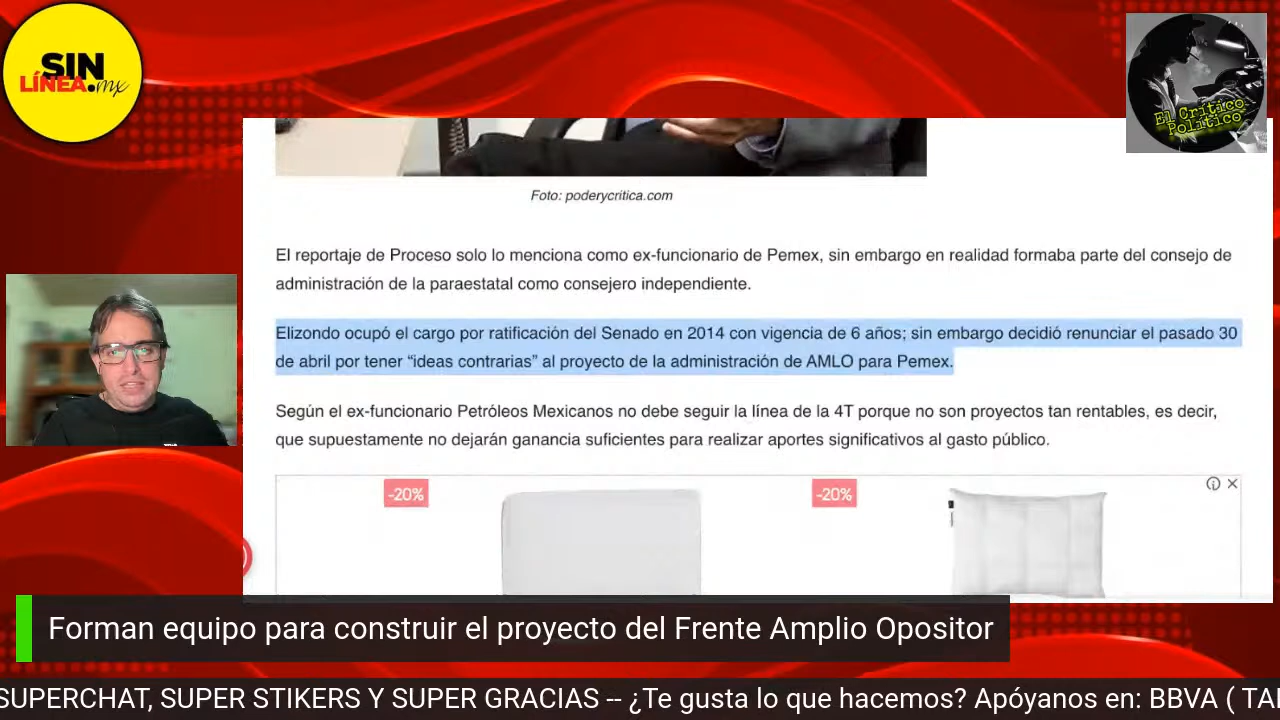 SIN
LÍNEA.mx
El Crítico
Político
Foto: poderycritica.com
El reportaje de Proceso solo lo menciona como ex-funcionario de Pemex, sin embargo en realidad formaba parte del consejo de
administración de la paraestatal como consejero independiente.
Elizondo ocupó el cargo por ratificación del Senado en 2014 con vigencia de 6 años; sin embargo decidió renunciar el pasado 30
de abril por tener “ideas contrarias” al proyecto de la administración de AMLO para Pemex.
Según el ex-funcionario Petróleos Mexicanos no debe seguir la línea de la 4T porque no son proyectos tan rentables, es decir,
que supuestamente no dejarán ganancia suficientes para realizar aportes significativos al gasto público.
-20%
-20%
Forman equipo para construir el proyecto del Frente Amplio Opositor
SUPERCHAT, SUPER STIKERS Y SUPER GRACIAS -- ¿Te gusta lo que hacemos? Apóyanos en: BBVA ( TA